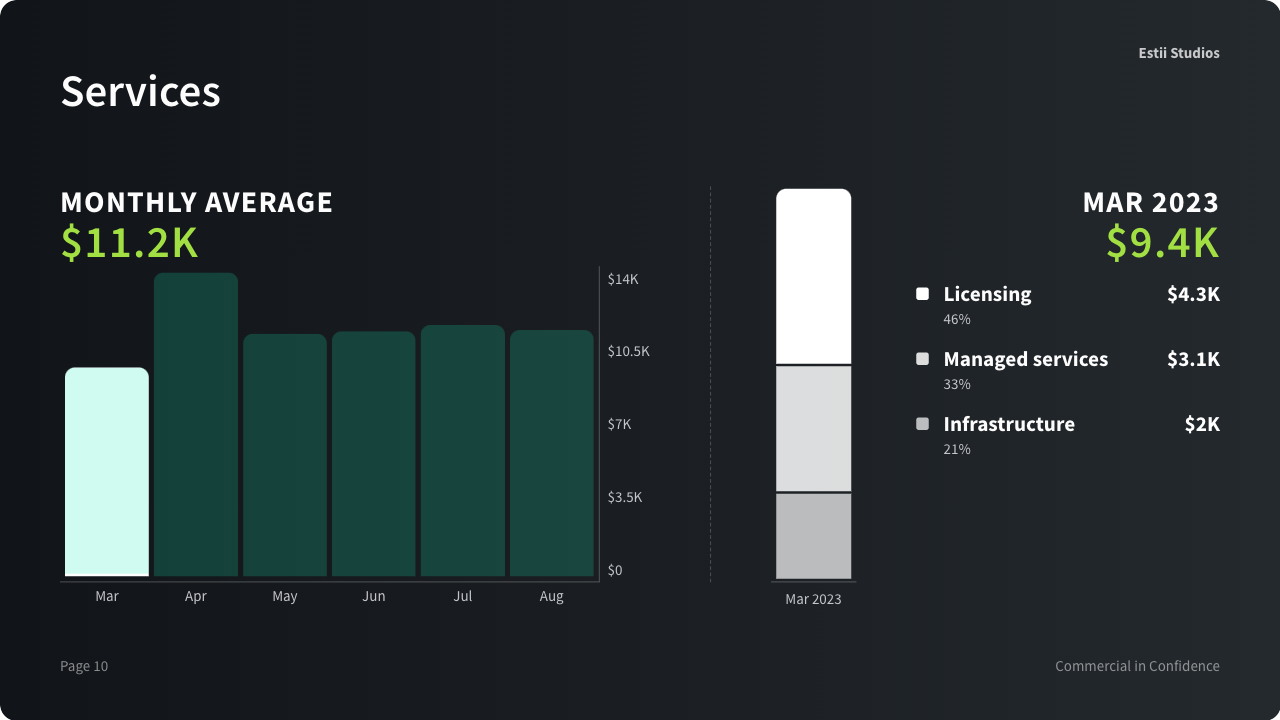 Estii Studios
Services
MONTHLY AVERAGE
$11.2K
$14K
$10.5K
$7K
$3.5K
$0
Mar Apr May Jun Jul Aug
Mar 2023
MAR 2023
$9.4K
Licensing $4.3K
46%
Managed services $3.1K
33%
Infrastructure $2K
21%
Page 10
Commercial in Confidence